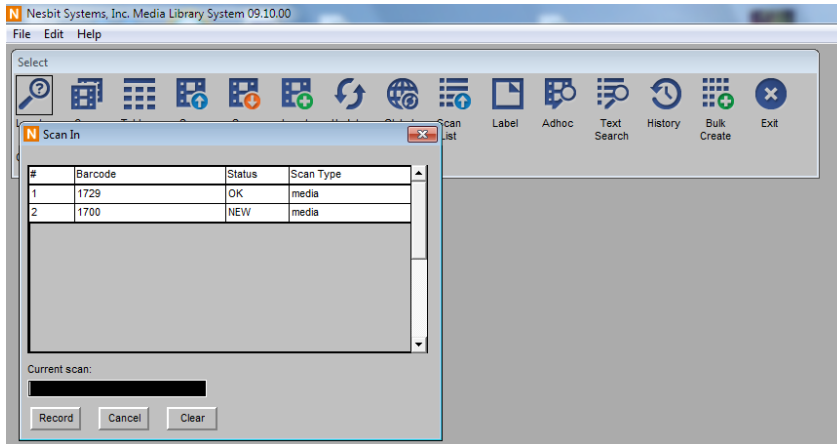 N Nesbit Systems, Inc. Media Library System 09.10.00
File Edit Help
Select
Scan List
Label
Adhoc
Text Search
History
Bulk Create
Exit
N Scan In
# Barcode Status Scan Type
1 1729 OK media
2 1700 NEW media
Current scan:
Record Cancel Clear